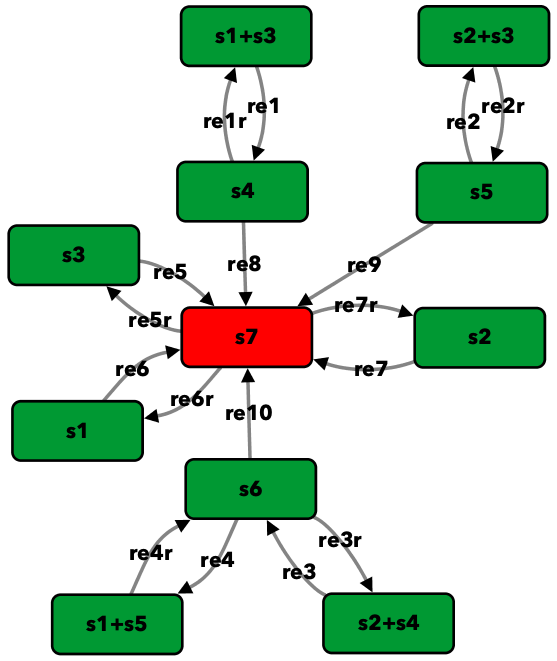 s1+s3
s2+s3
re1
re1r
re2r
re2
s4
s5
s3
re5
re8
re9
re5r
re7r
s7
s2
re6
re7
re6r
re10
s1
s6
re4r
re4
re3r
re3
s1+s5
s2+s4